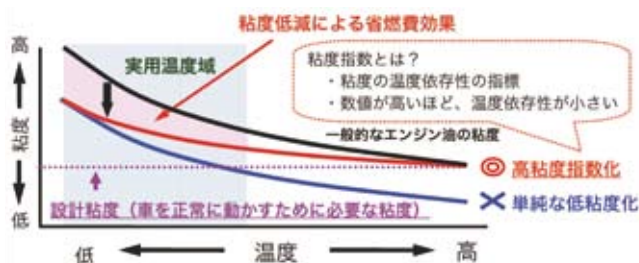 粘度低減による省燃費効果
高
粘度
低
実用温度域
粘度指数とは？
・粘度の温度依存性の指標
・数値が高いほど、温度依存性が小さい
一般的なエンジン油の粘度
◎ 高粘度指数化
設計粘度（車を正常に動かすために必要な粘度）
× 単純な低粘度化
低 温度 高